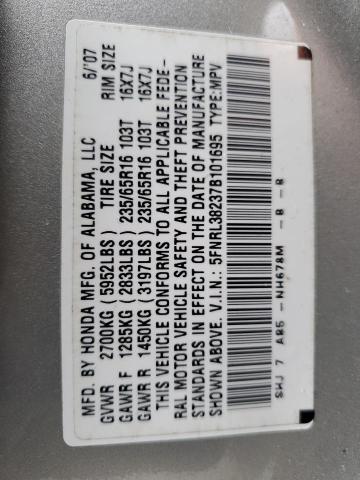 MFD. BY HONDA MFG. OF ALABAMA, LLC 6/'07
GVWR 2700KG (5952LBS) TIRE SIZE RIM SIZE
GAWR F 1285KG (2833LBS) 235/65R16 103T 16X7J
GAWR R 1450KG (3197LBS) 235/65R16 103T 16X7J
THIS VEHICLE CONFORMS TO ALL APPLICABLE FEDE-
RAL MOTOR VEHICLE SAFETY AND THEFT PREVENTION
STANDARDS IN EFFECT ON THE DATE OF MANUFACTURE
SHOWN ABOVE. V.I.N.: 5FNRL38237B101695 TYPE:MPV
SHJ 7 A85 -NH678M -B -B